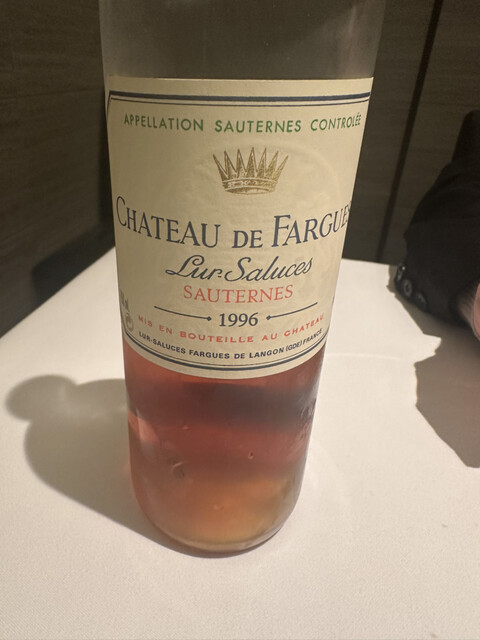 APPELLATION SAUTERNES CONTROLÉE
CHATEAU DE FARGUES
Lur-Saluces
SAUTERNES
1996
MIS EN BOUTEILLE AU CHATEAU
LUR-SALUCES FARGUES DE LANGON (GDE) FRANCE